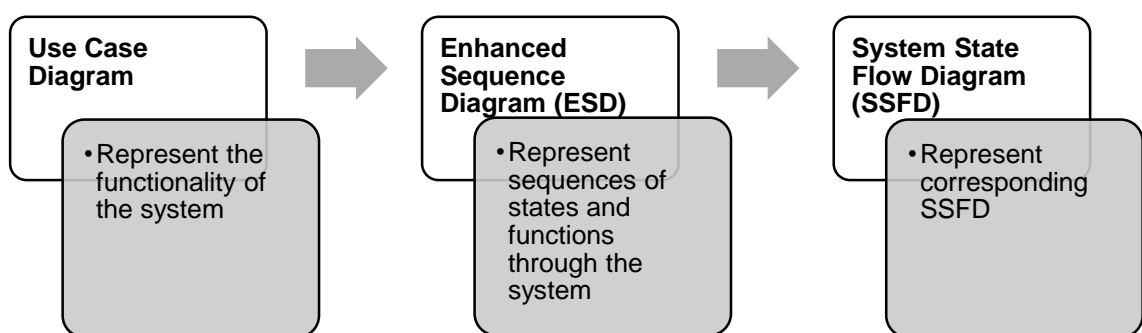 Use Case
Diagram
•Represent the
functionality of
the system
Enhanced
Sequence
Diagram (ESD)
•Represent
sequences of
states and
functions
through the
system
System State
Flow Diagram
(SSFD)
•Represent
corresponding
SSFD